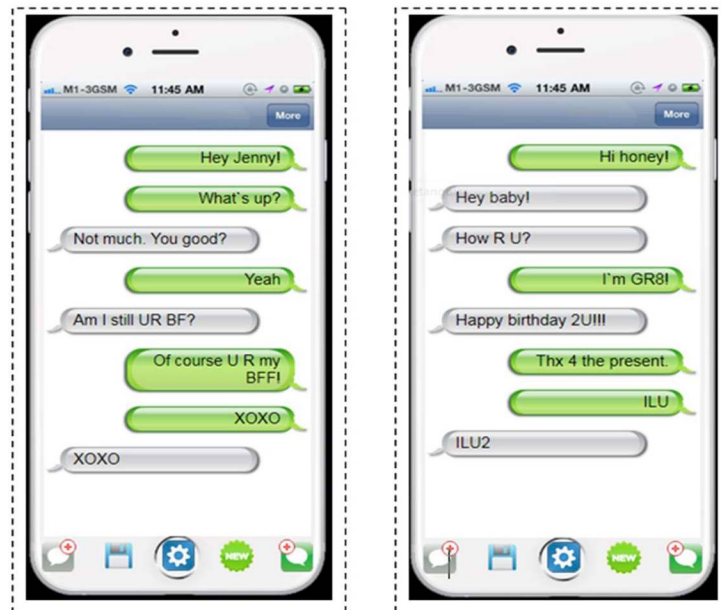 M1-3GSM 11:45 AM
More
Hey Jenny!
What`s up?
Not much. You good?
Yeah
Am I still UR BF?
Of course U R my
BFF!
XOXO
XOXO
NEW
M1-3GSM 11:45 AM
More
Hi honey!
Hey baby!
How R U?
I`m GR8!
Happy birthday 2U!!!
Thx 4 the present.
ILU
ILU2
NEW